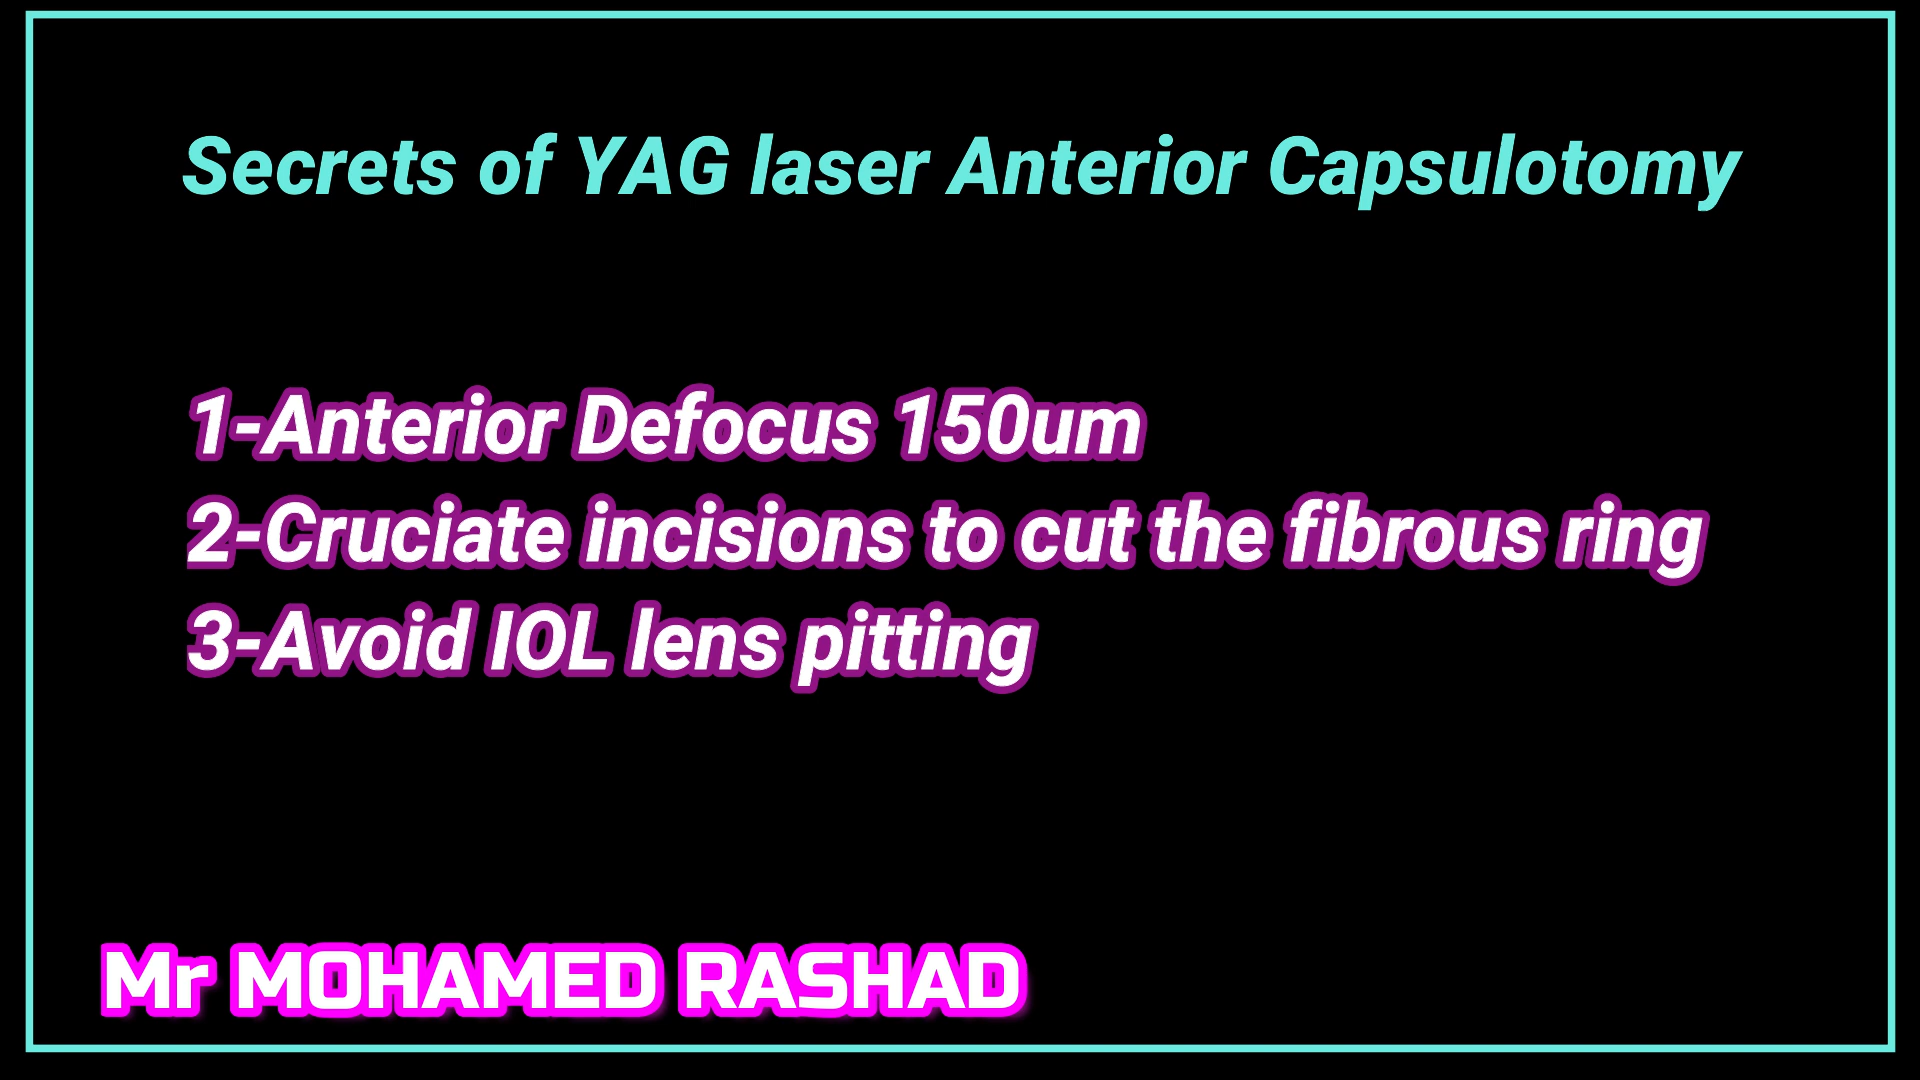 Secrets of YAG laser Anterior Capsulotomy
1-Anterior Defocus 150um
2-Cruciate incisions to cut the fibrous ring
3-Avoid IOL lens pitting
Mr MOHAMED RASHAD